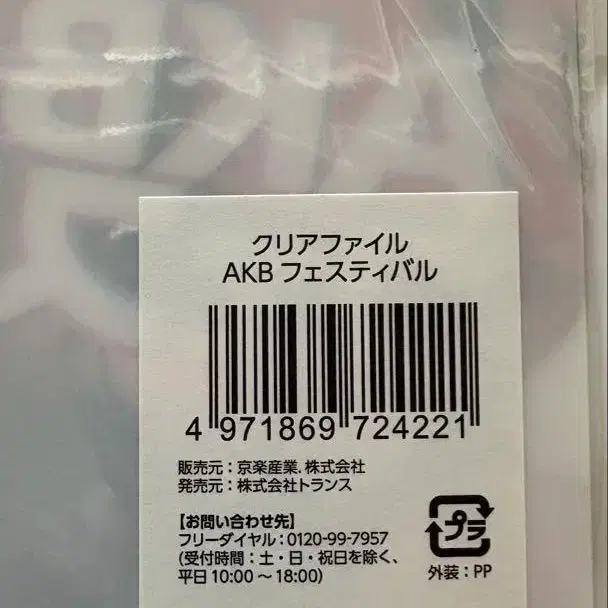 AKB
クリアファイル
AKB フェスティバル
4 971869 724221
販売元：京楽産業.株式会社
発売元：株式会社トランス
【お問い合わせ先】
フリーダイヤル：0120-99-7957
(受付時間：土・日・祝日を除く、
平日 10:00～18:00)
プラ
外装：PP